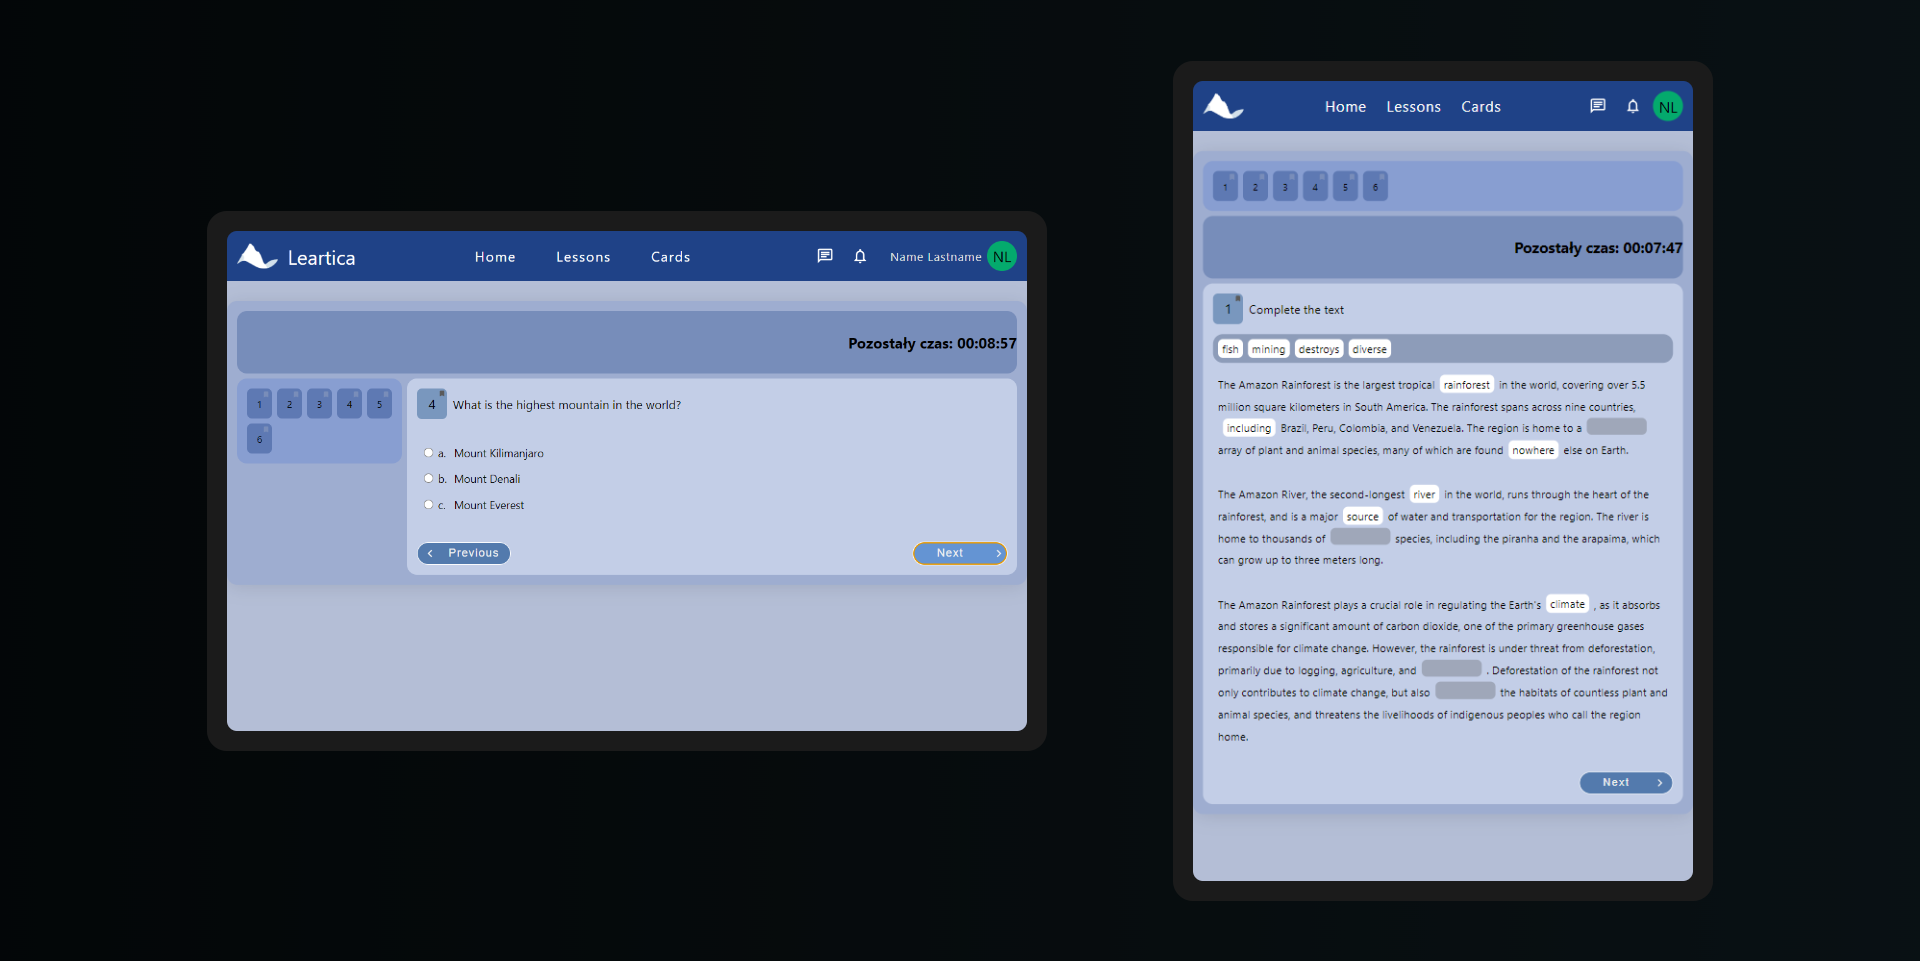 Leartica
Home Lessons Cards
Name Lastname NL
Pozostały czas: 00:08:57
1 2 3 4 5
6
4 What is the highest mountain in the world?
a. Mount Kilimanjaro
b. Mount Denali
c. Mount Everest
Previous Next
Home Lessons Cards NL
1 2 3 4 5 6
Pozostały czas: 00:07:47
1 Complete the text
fish mining destroys diverse
The Amazon Rainforest is the largest tropical rainforest in the world, covering over 5.5
million square kilometers in South America. The rainforest spans across nine countries,
including Brazil, Peru, Colombia, and Venezuela. The region is home to a
array of plant and animal species, many of which are found nowhere else on Earth.
The Amazon River, the second-longest river in the world, runs through the heart of the
rainforest, and is a major source of water and transportation for the region. The river is
home to thousands of species, including the piranha and the arapaima, which
can grow up to three meters long.
The Amazon Rainforest plays a crucial role in regulating the Earth's climate , as it absorbs
and stores a significant amount of carbon dioxide, one of the primary greenhouse gases
responsible for climate change. However, the rainforest is under threat from deforestation,
primarily due to logging, agriculture, and . Deforestation of the rainforest not
only contributes to climate change, but also the habitats of countless plant and
animal species, and threatens the livelihoods of indigenous peoples who call the region
home.
Next